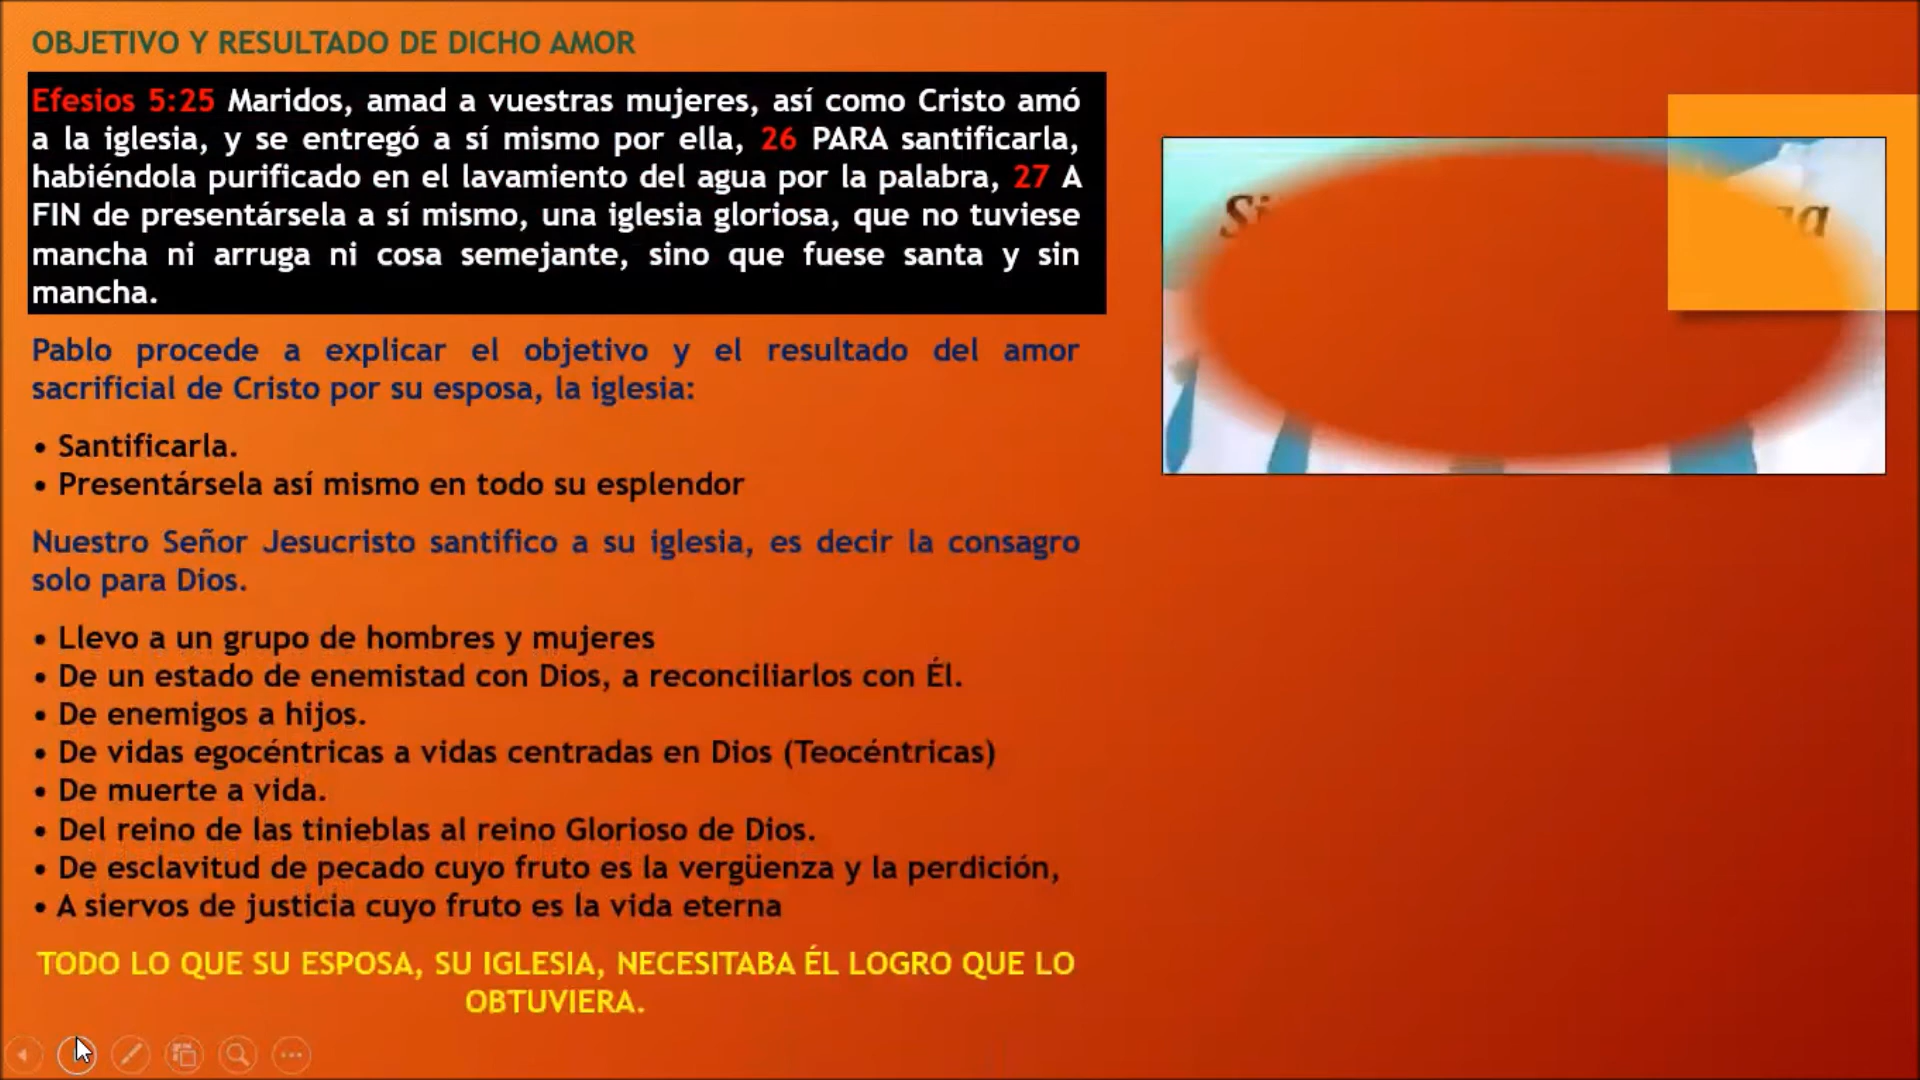 OBJETIVO Y RESULTADO DE DICHO AMOR
Efesios 5:25 Maridos, amad a vuestras mujeres, así como Cristo amó
a la iglesia, y se entregó a sí mismo por ella, 26 PARA santificarla,
habiéndola purificado en el lavamiento del agua por la palabra, 27 A
FIN de presentársela a sí mismo, una iglesia gloriosa, que no tuviese
mancha ni arruga ni cosa semejante, sino que fuese santa y sin
mancha.
Pablo procede a explicar el objetivo y el resultado del amor
sacrificial de Cristo por su esposa, la iglesia:
• Santificarla.
• Presentársela así mismo en todo su esplendor
Nuestro Señor Jesucristo santifico a su iglesia, es decir la consagro
solo para Dios.
• Llevo a un grupo de hombres y mujeres
• De un estado de enemistad con Dios, a reconciliarlos con Él.
• De enemigos a hijos.
• De vidas egocéntricas a vidas centradas en Dios (Teocéntricas)
• De muerte a vida.
• Del reino de las tinieblas al reino Glorioso de Dios.
• De esclavitud de pecado cuyo fruto es la vergüenza y la perdición,
• A siervos de justicia cuyo fruto es la vida eterna
TODO LO QUE SU ESPOSA, SU IGLESIA, NECESITABA ÉL LOGRO QUE LO
OBTUVIERA.